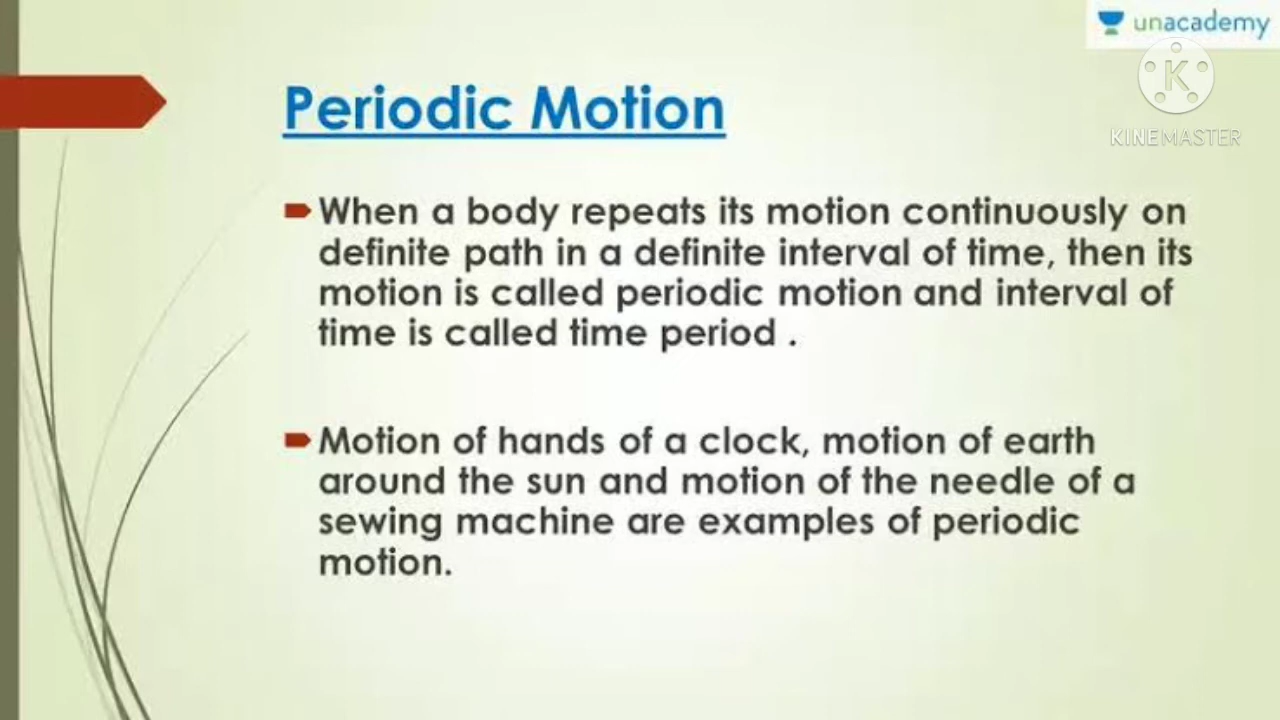 unacademy
K
KINEMASTER
Periodic Motion
When a body repeats its motion continuously on
definite path in a definite interval of time, then its
motion is called periodic motion and interval of
time is called time period .
Motion of hands of a clock, motion of earth
around the sun and motion of the needle of a
sewing machine are examples of periodic
motion.